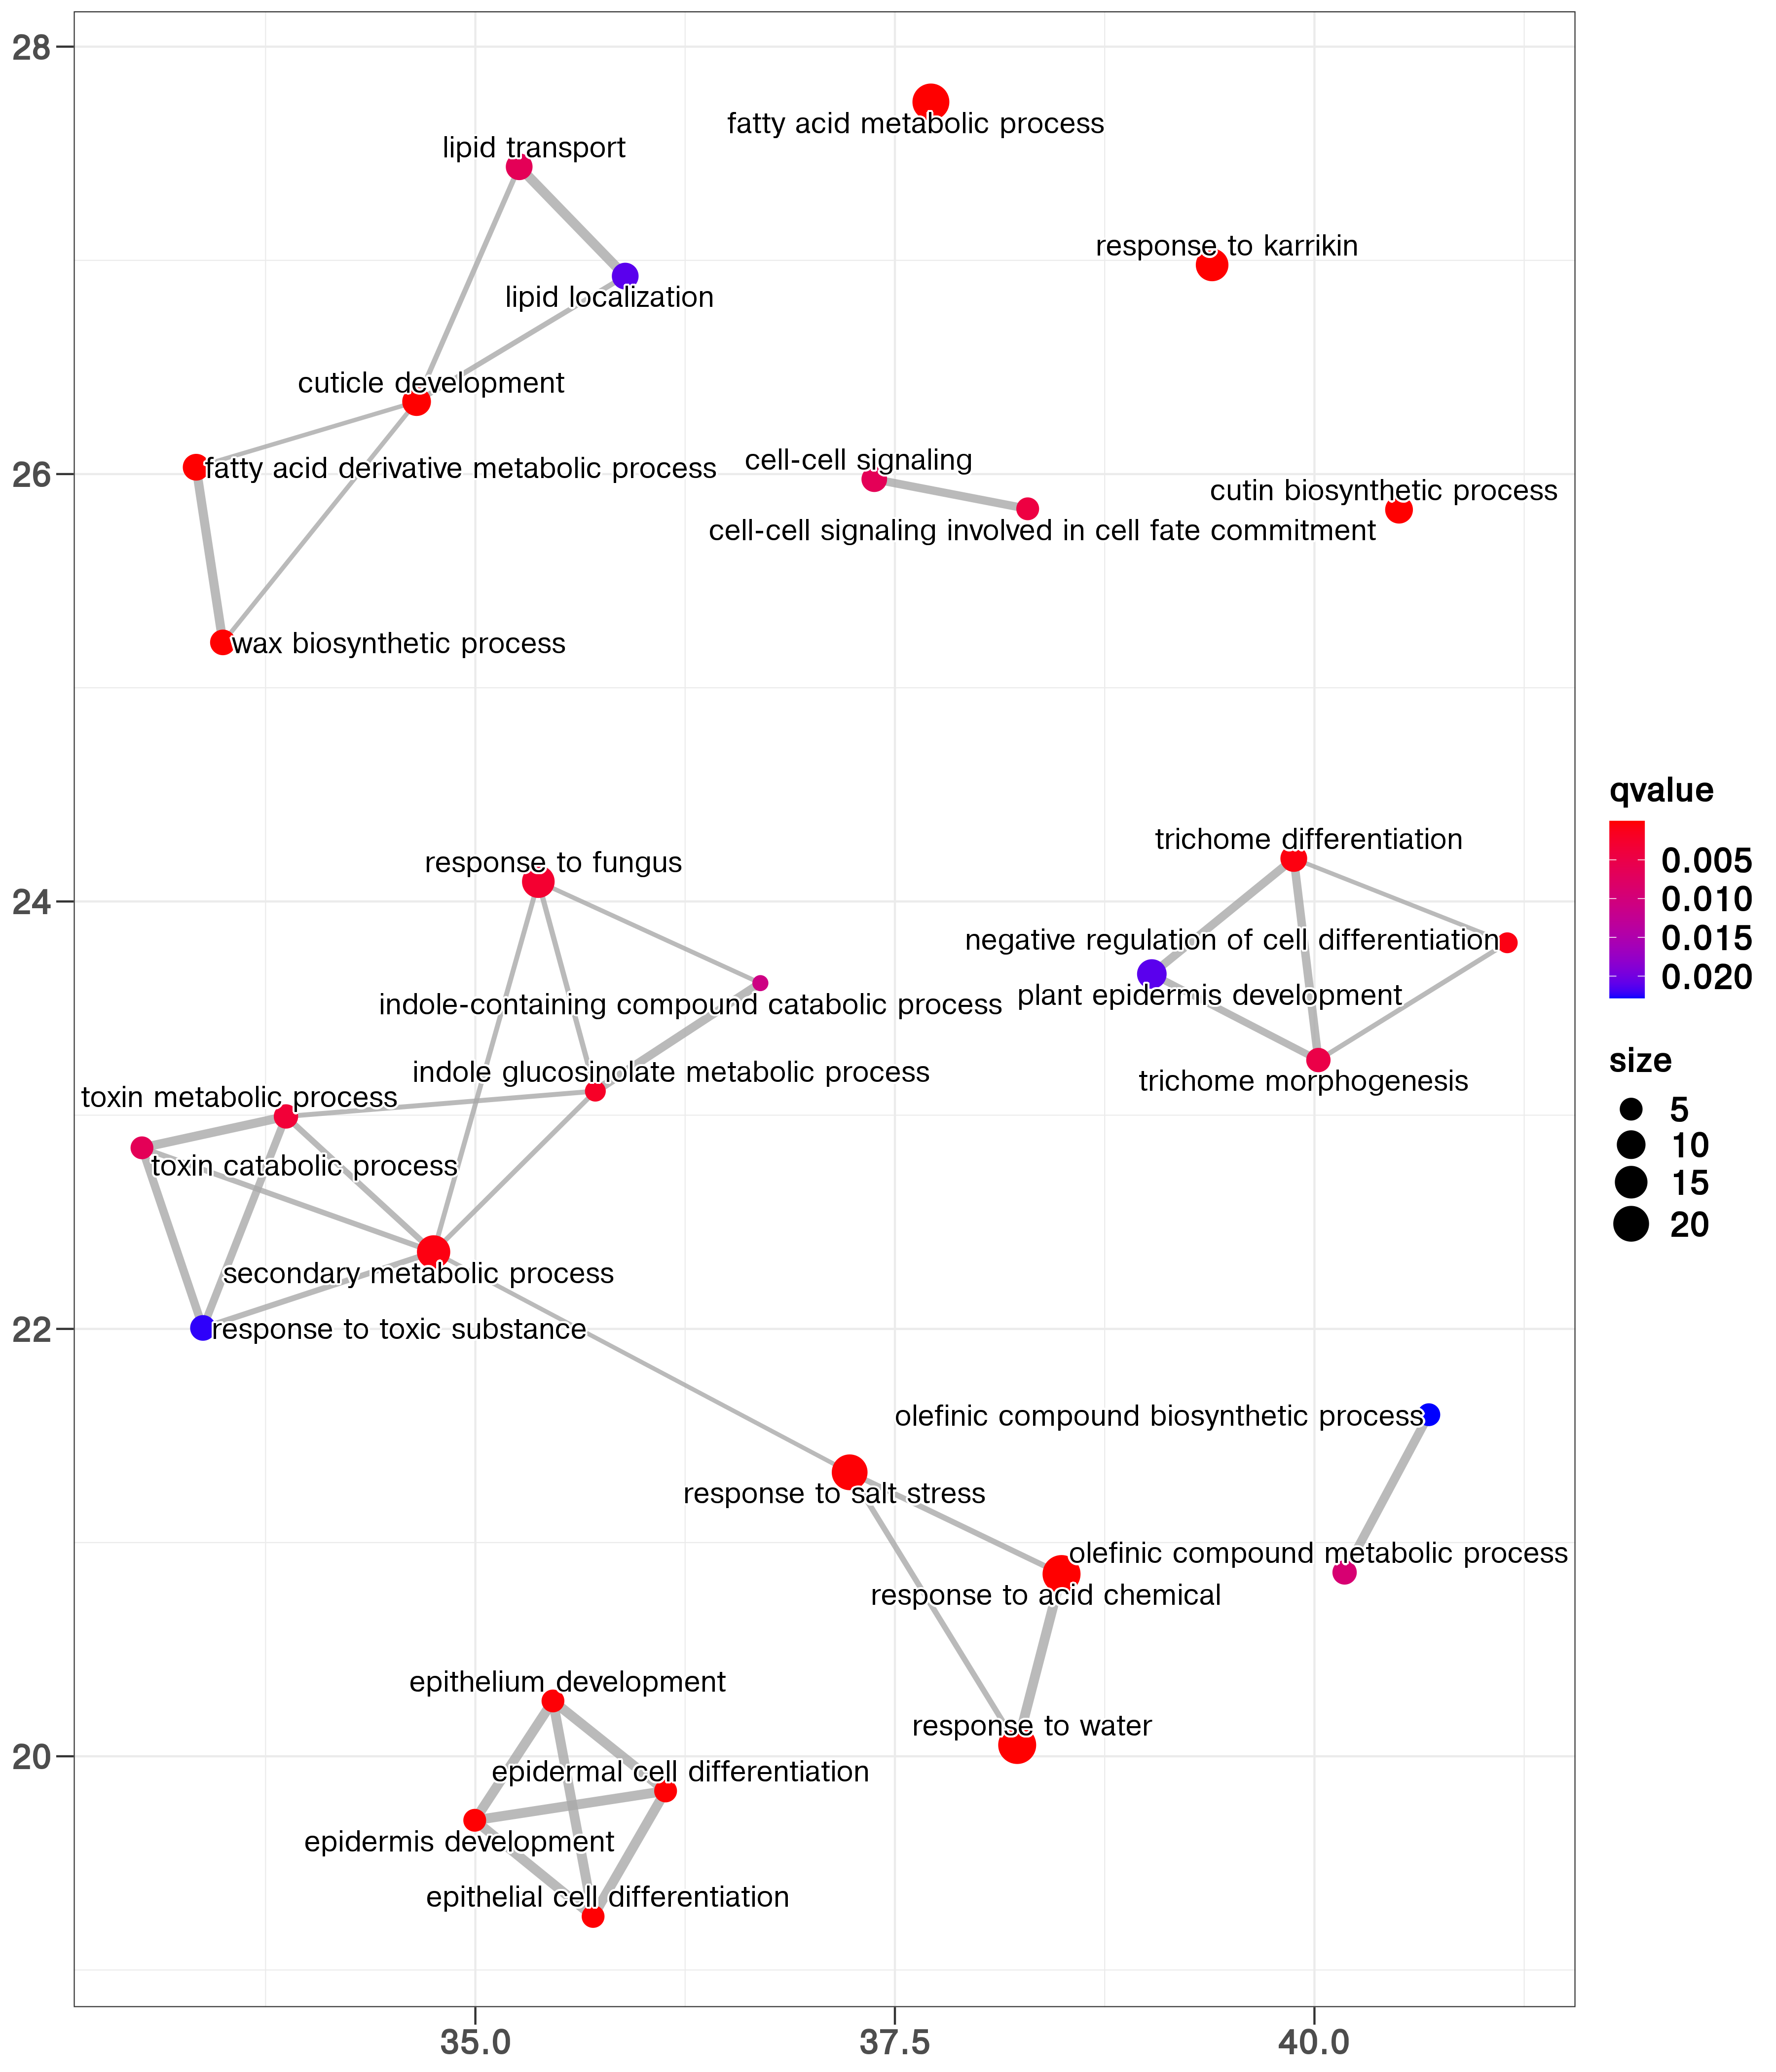 28
fatty acid metabolic process
lipid transport
response to karrikin
lipid localization
cuticle development
26
fatty acid derivative metabolic process
cell-cell signaling
cutin biosynthetic process
cell-cell signaling involved in cell fate commitment
wax biosynthetic process
qvalue
0.005
0.010
0.015
0.020
size
5
10
15
20
trichome differentiation
response to fungus
24
negative regulation of cell differentiation
plant epidermis development
indole-containing compound catabolic process
indole glucosinolate metabolic process
trichome morphogenesis
toxin metabolic process
toxin catabolic process
secondary metabolic process
22
response to toxic substance
olefinic compound biosynthetic process
response to salt stress
olefinic compound metabolic process
response to acid chemical
epithelium development
response to water
20
epidermal cell differentiation
epidermis development
epithelial cell differentiation
35.0
37.5
40.0